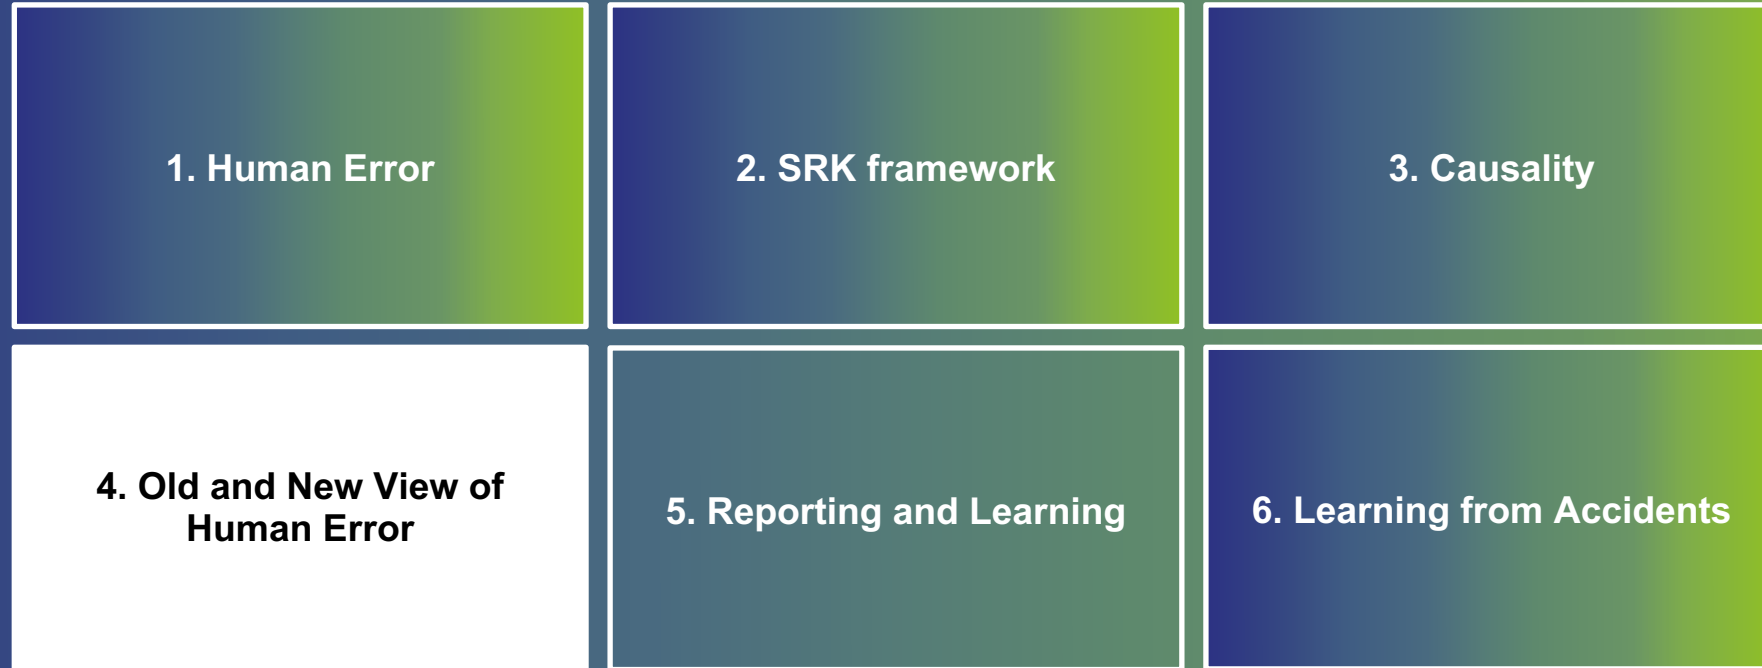 1. Human Error
2. SRK framework
3. Causality
4. Old and New View of
Human Error
5. Reporting and Learning
6. Learning from Accidents